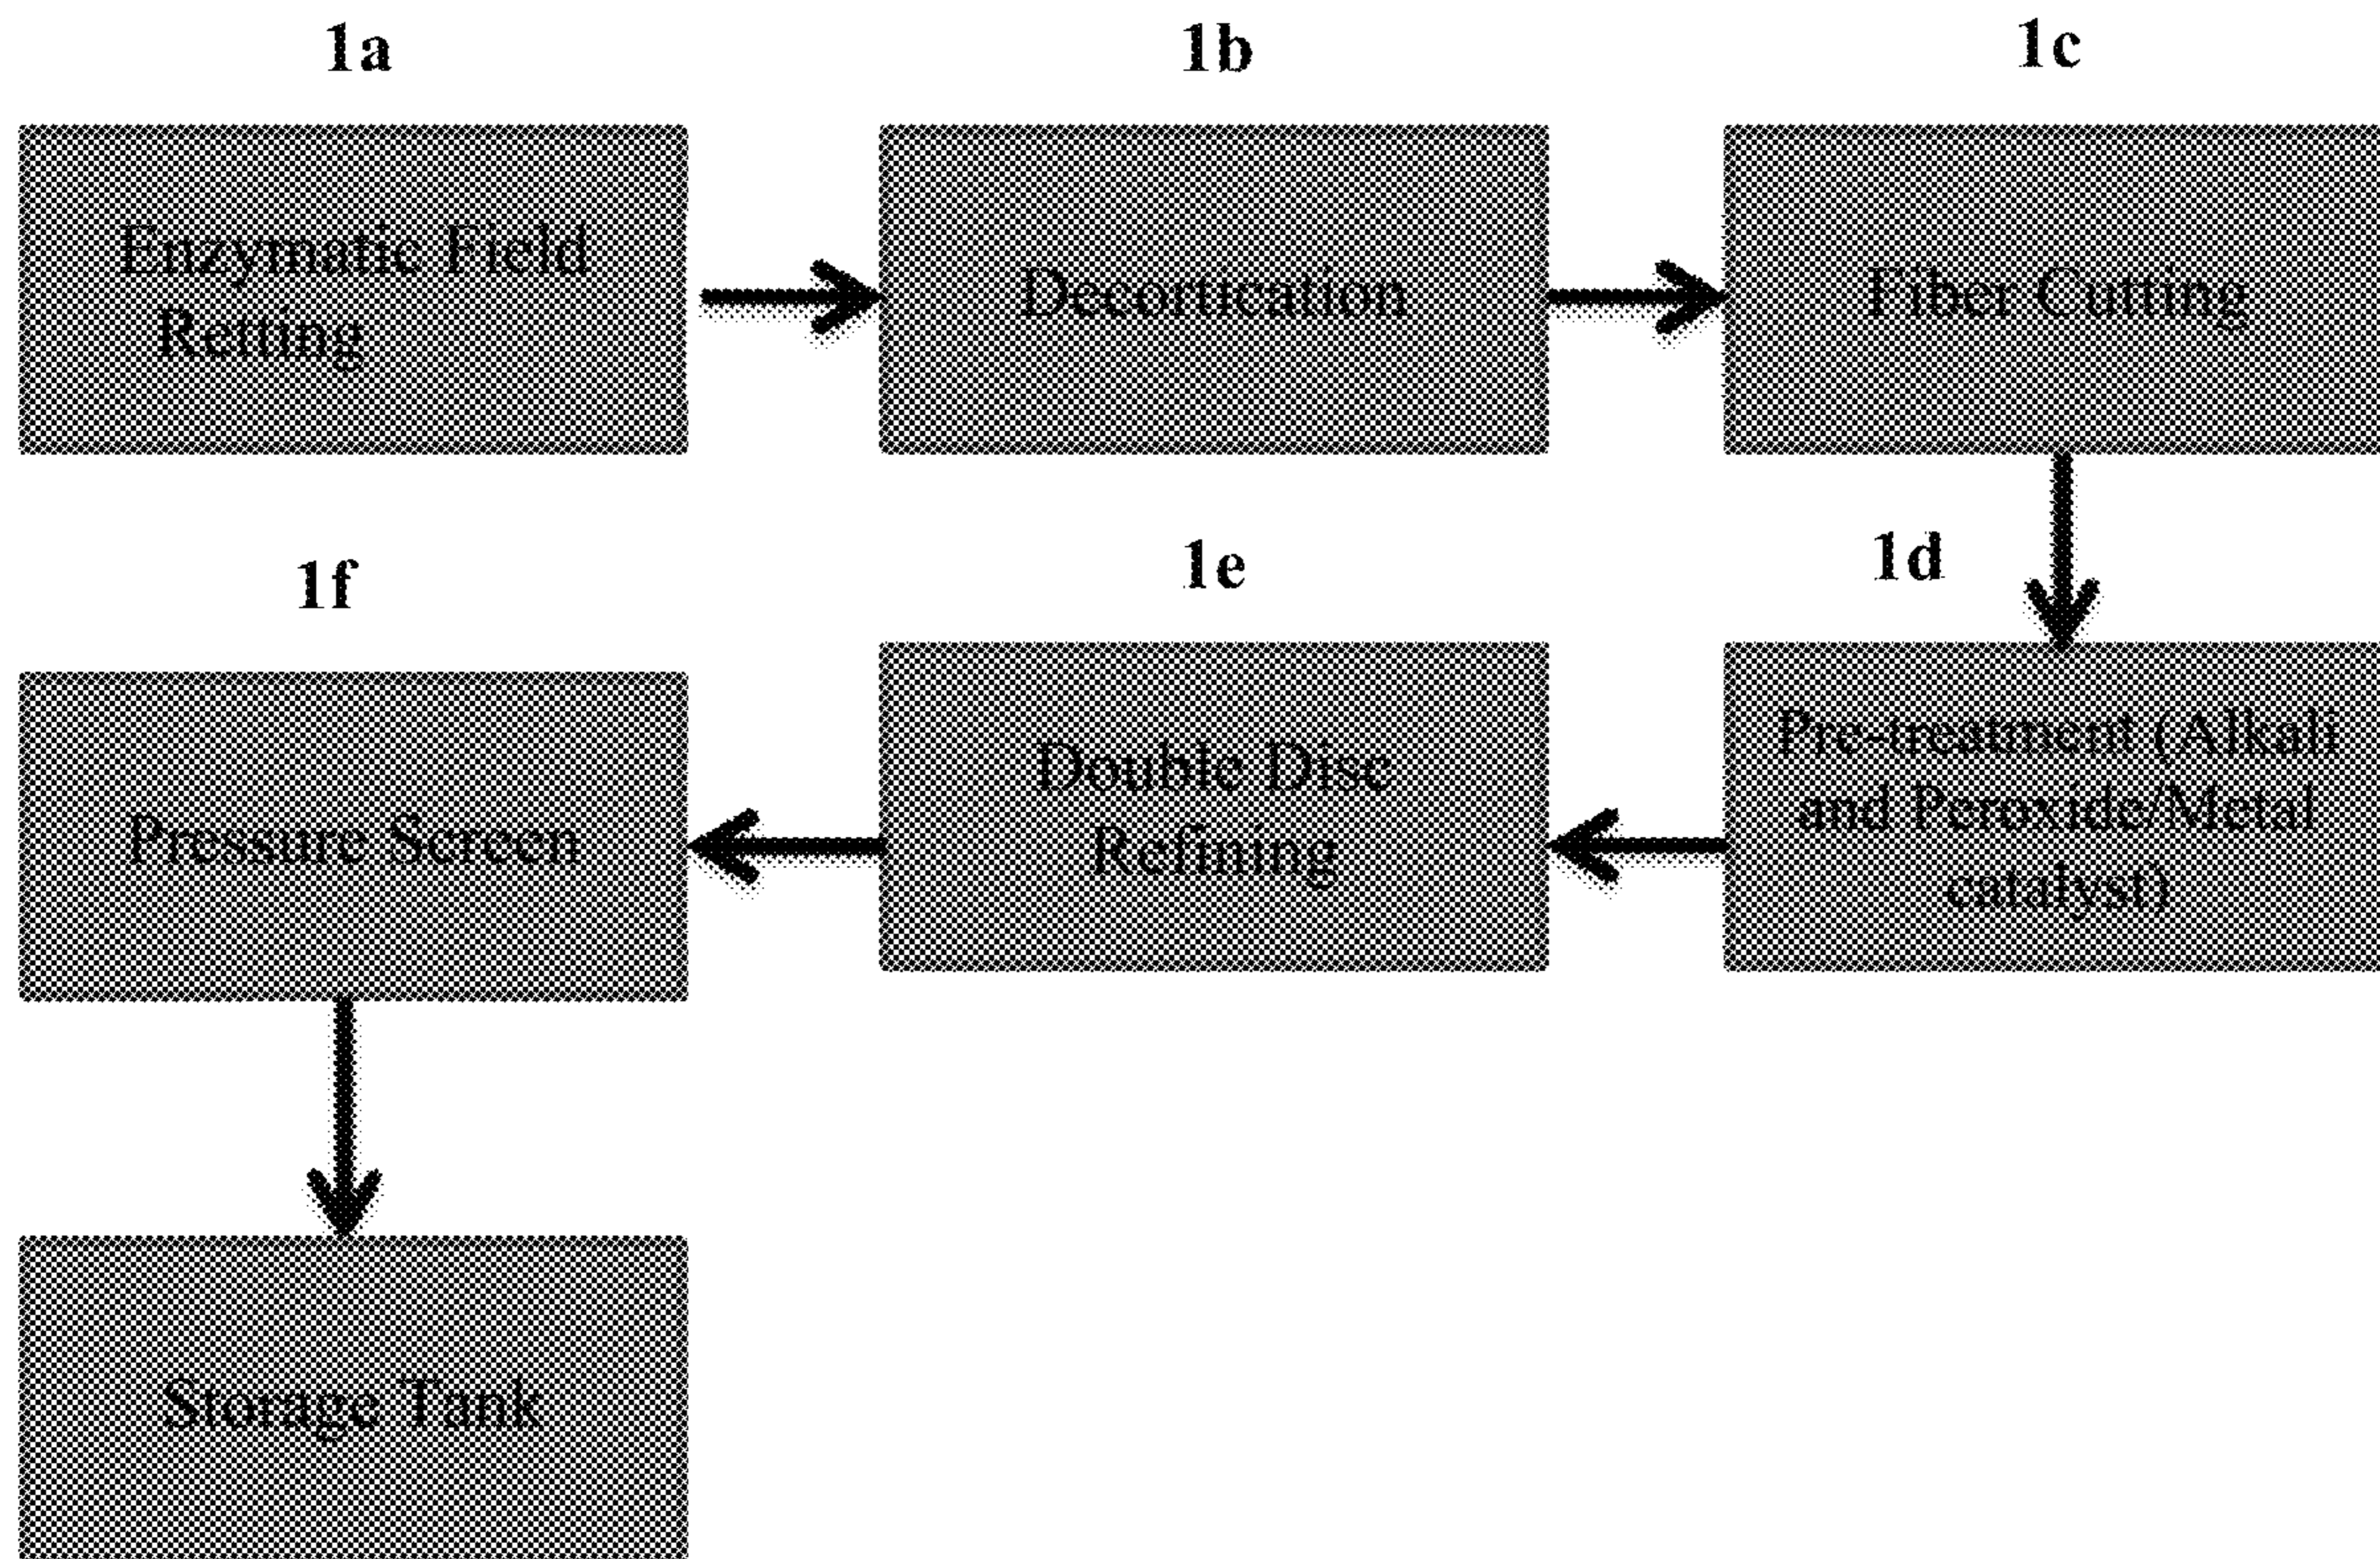 1a
Enzymatic Field
Retting
1b
Decortication
1c
Fiber Cutting
1d
Pre-treatment (Alkali
and Peroxide/Metal
catalyst)
1e
Double Disc
Refining
1f
Pressure Screen
Storage Tank